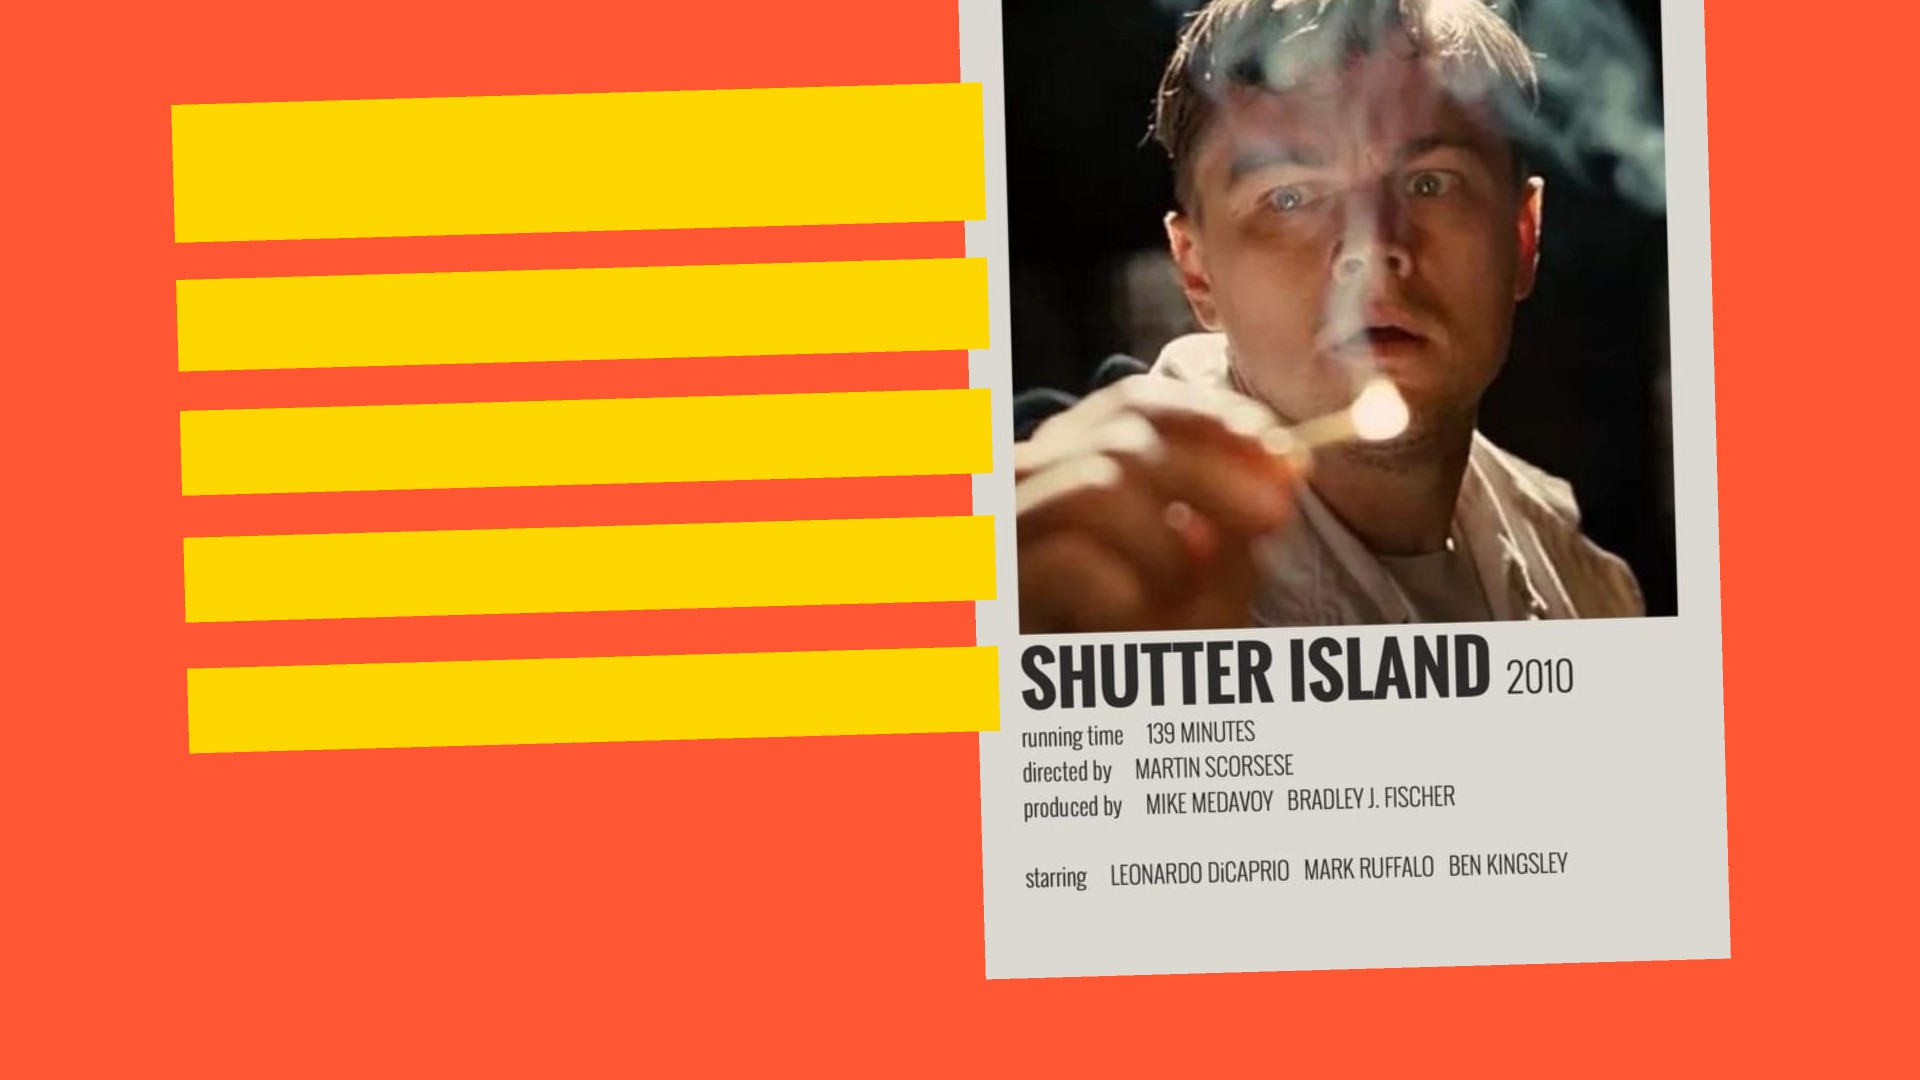 SHUTTER ISLAND 2010
running time 139 MINUTES
directed by MARTIN SCORSESE
produced by MIKE MEDAVOY BRADLEY J. FISCHER
starring LEONARDO DiCAPRIO MARK RUFFALO BEN KINGSLEY